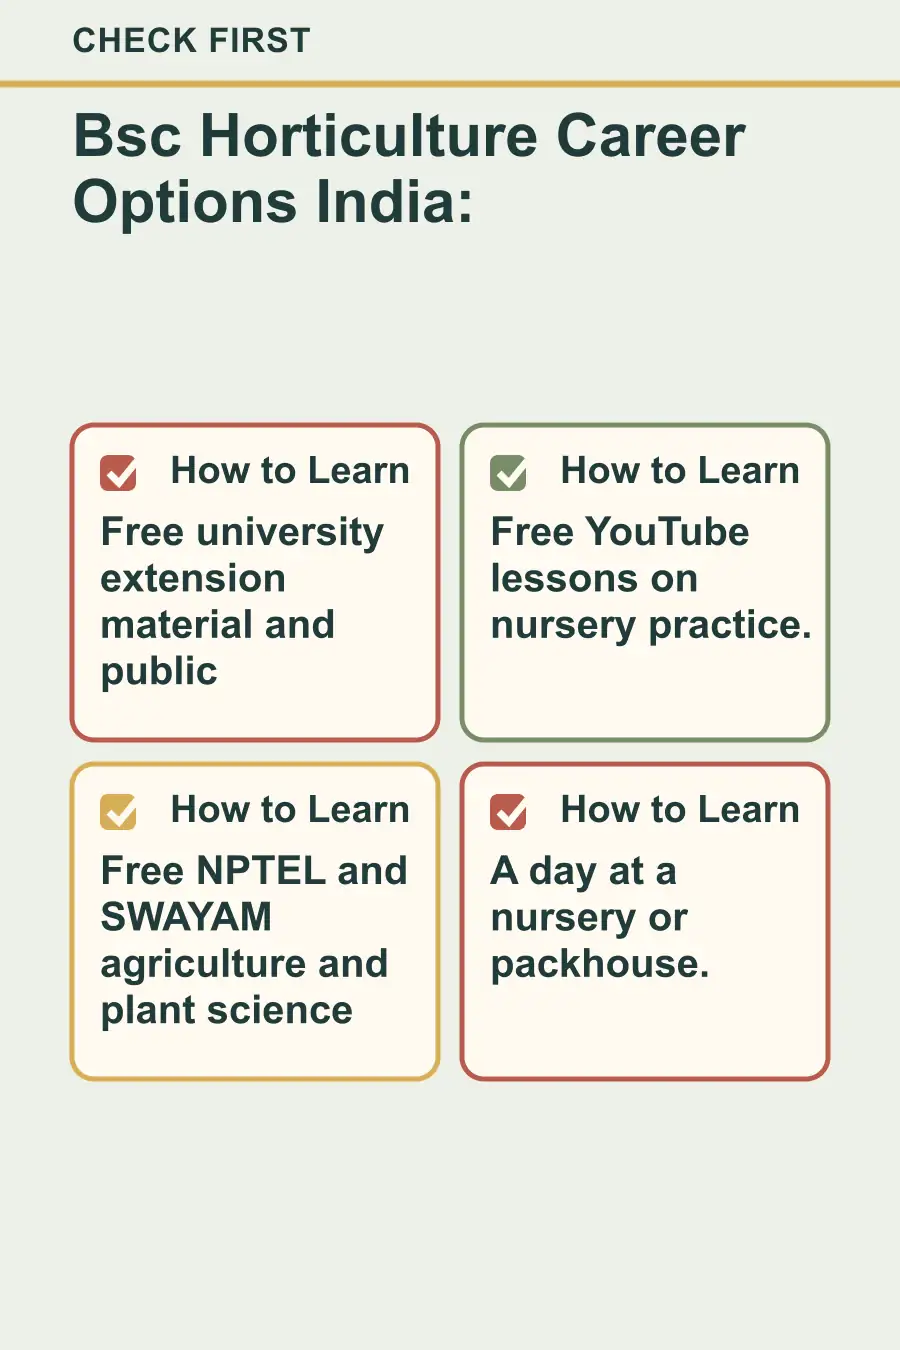 CHECK FIRST
Bsc Horticulture Career
Options India:
How to Learn
Free university
extension
material and
public
How to Learn
Free YouTube
lessons on
nursery practice.
How to Learn
Free NPTEL and
SWAYAM
agriculture and
plant science
How to Learn
A day at a
nursery or
packhouse.